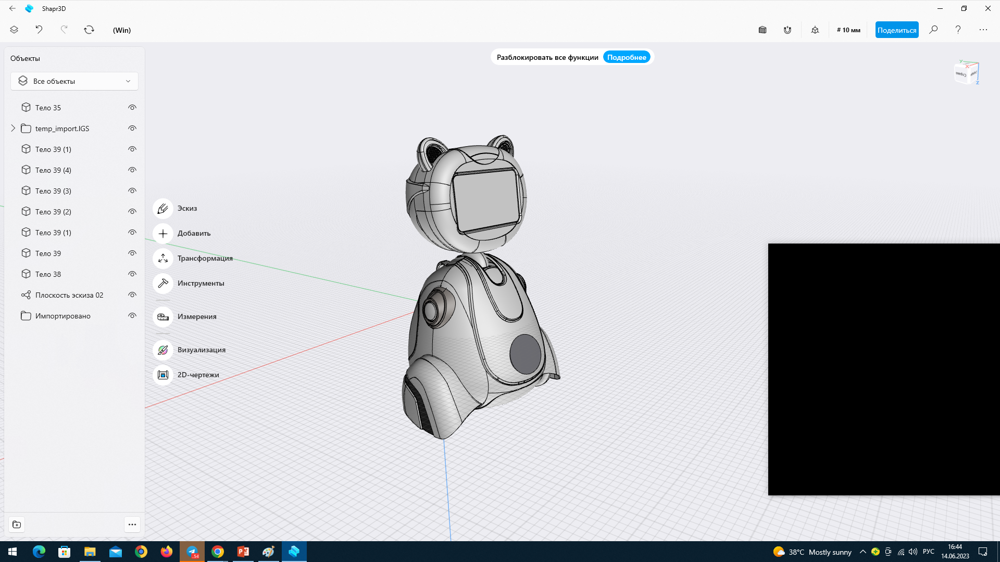 Shapr3D
(Win)
# 10 мм
Поделиться
Объекты
Разблокировать все функции Подробнее
Все объекты
Тело 35
temp_import.IGS
Тело 39 (1)
Тело 39 (4)
Тело 39 (3)
Тело 39 (2)
Тело 39 (1)
Тело 39
Тело 38
Плоскость эскиза 02
Импортировано
Эскиз
Добавить
Трансформация
Инструменты
Измерения
Визуализация
2D-чертежи
Y
X
Z
Справа
38°C Mostly sunny
РУС
16:44
14.06.2023